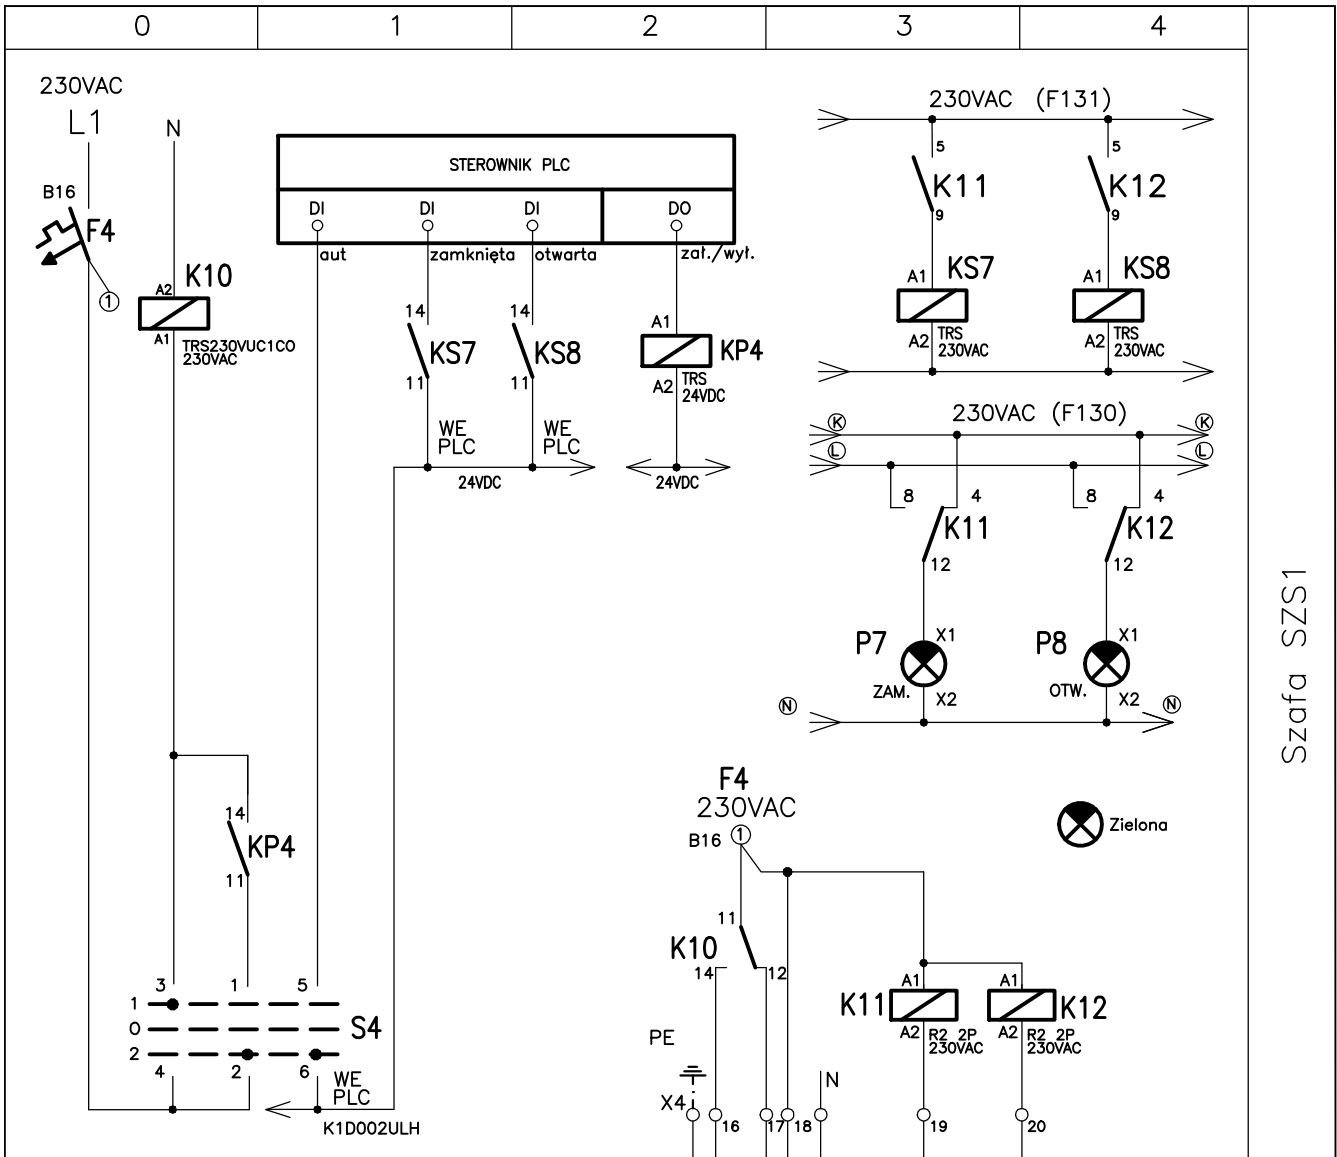 0 1 2 3 4
230VAC
L1
N
B16
F4
1
K10
A2
A1
TRS230VUC1CO
230VAC
STEROWNIK PLC
DI DI DI DO
aut zamknięta otwarta zał./wył.
14
KS7
11
14
KS8
11
A1
KP4
A2
TRS
24VDC
WE
PLC
WE
PLC
24VDC
24VDC
230VAC (F131)
5
K11
9
5
K12
9
A1
KS7
A2
TRS
230VAC
A1
KS8
A2
TRS
230VAC
230VAC (F130)
K K
L L
8 4
K11
12
8 4
K12
12
P7
X1
ZAM.
X2
P8
X1
OTW.
X2
N N
Zielona
14
KP4
11
3 1 5
1
0
2
S4
4 2 6
WE
PLC
K1D002ULH
F4
230VAC
B16
1
11
K10
14 12
A1
K11
A2
R2 2P
230VAC
A1
K12
A2
R2 2P
230VAC
PE
N
X4
16 17 18 19 20
Szafa SZS1